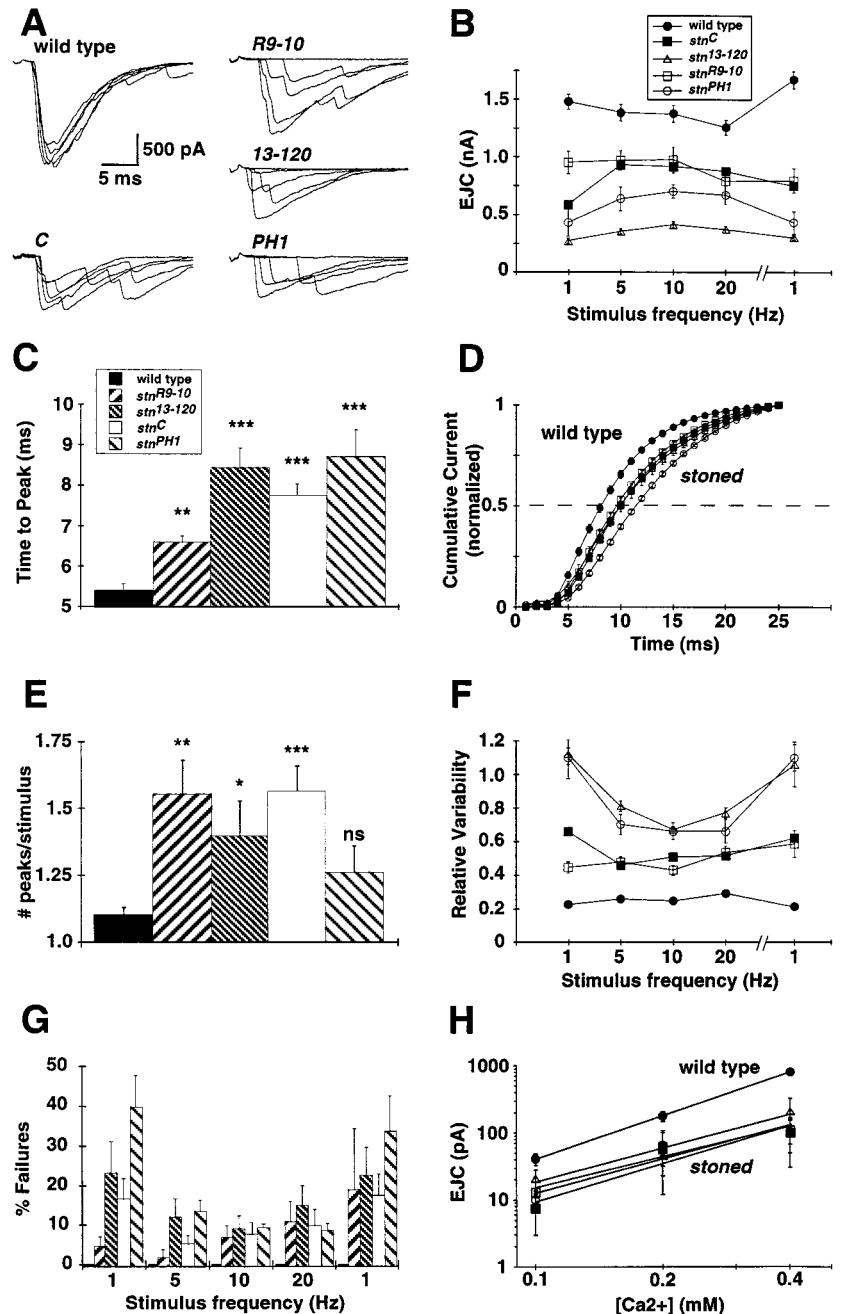 A
wild type
R9-10
500 pA
5 ms
13-120
C
PH1
B
wild type
stnC
stn13-120
stnR9-10
stnPH1
EJC (nA)
1.5
1.0
0.5
0
1 5 10 20 1
Stimulus frequency (Hz)
C
wild type
stnR9-10
stn13-120
stnC
stnPH1
Time to Peak (ms)
10
9
8
7
6
5
**
***
***
***
D
Cumulative Current
(normalized)
1
0.5
0
wild type
stoned
0 5 10 15 20 25
Time (ms)
E
# peaks/stimulus
1.75
1.5
1.25
1.0
**
*
***
ns
F
Relative Variability
1.2
1.0
0.8
0.6
0.4
0.2
0
1 5 10 20 1
Stimulus frequency (Hz)
G
% Failures
50
40
30
20
10
0
1 5 10 20 1
Stimulus frequency (Hz)
H
EJC (pA)
1000
100
10
1
wild type
stoned
0.1 0.2 0.4
[Ca2+] (mM)